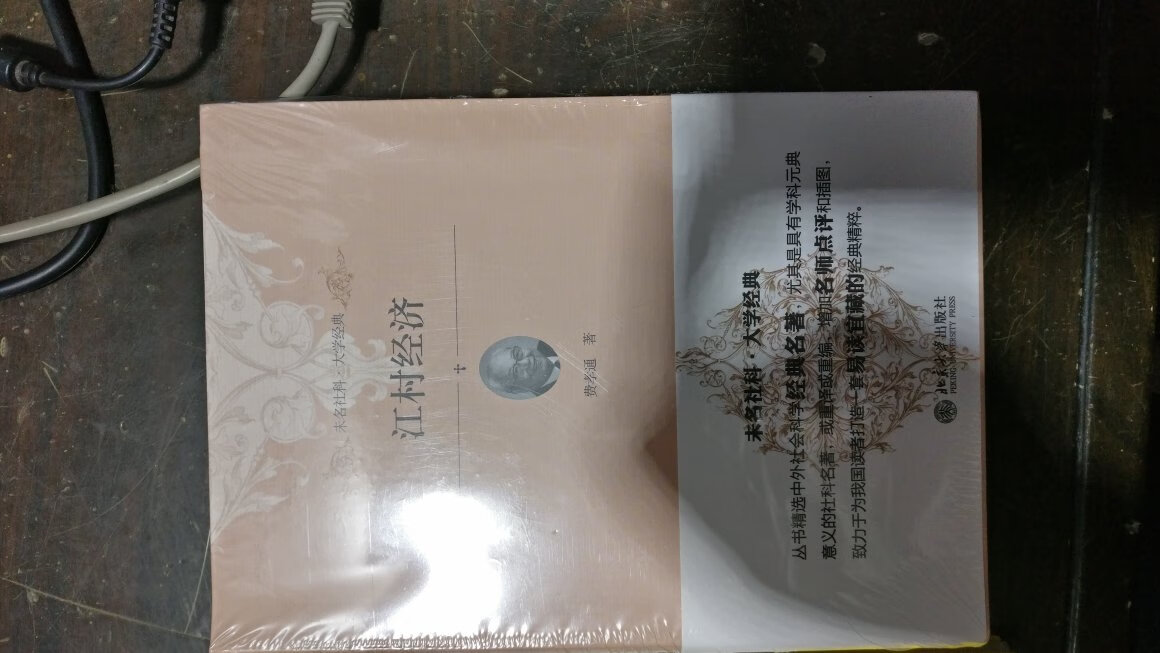 未名社科·大学经典
江村经济
费孝通 著
未名社科·大学经典
丛书精选中外社会科学经典名著，尤其是具有学科元典
意义的社科名著，或重译或重编，增加名师点评和插图，
致力于为我国读者打造一套易读宜藏的经典精粹。
北京大学出版社
PEKING UNIVERSITY PRESS